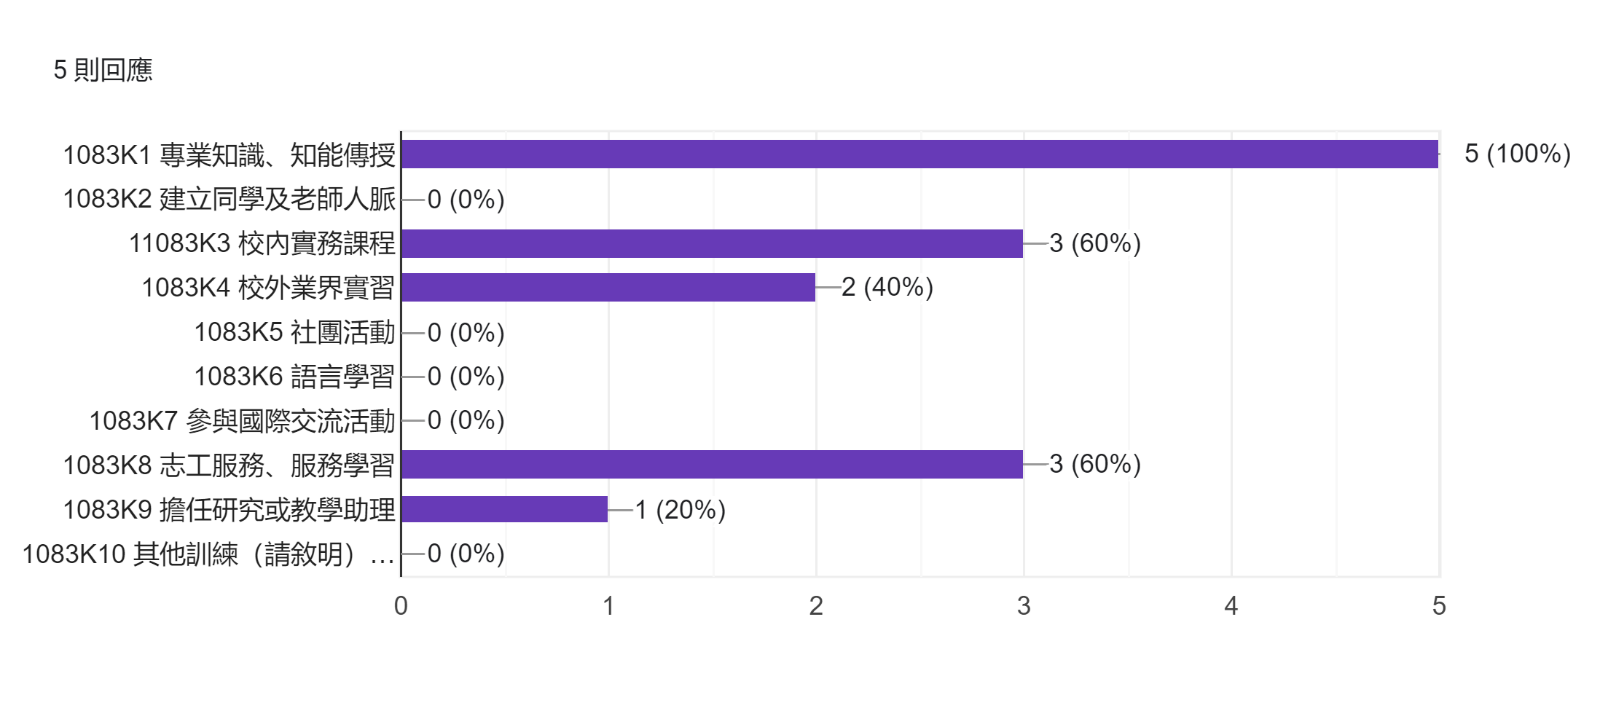 5 則回應
1083K1 專業知識、知能傳授 5 (100%)
1083K2 建立同學及老師人脈 0 (0%)
11083K3 校內實務課程 3 (60%)
1083K4 校外業界實習 2 (40%)
1083K5 社團活動 0 (0%)
1083K6 語言學習 0 (0%)
1083K7 參與國際交流活動 0 (0%)
1083K8 志工服務、服務學習 3 (60%)
1083K9 擔任研究或教學助理 1 (20%)
1083K10 其他訓練（請敘明）… 0 (0%)
0 1 2 3 4 5